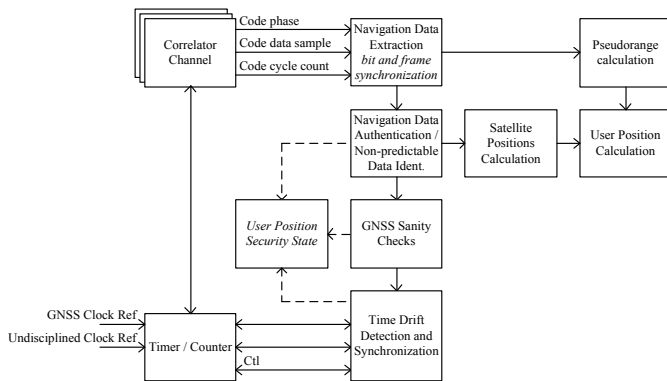 Code phase
Code data sample
Code cycle count
Correlator
Channel
Navigation Data
Extraction
bit and frame
synchronization
Pseudorange
calculation
Navigation Data
Authentication /
Non-predictable
Data Ident.
Satellite
Positions
Calculation
User Position
Calculation
User Position
Security State
GNSS Sanity
Checks
GNSS Clock Ref
Undisciplined Clock Ref
Timer / Counter
Ctl
Time Drift
Detection and
Synchronization